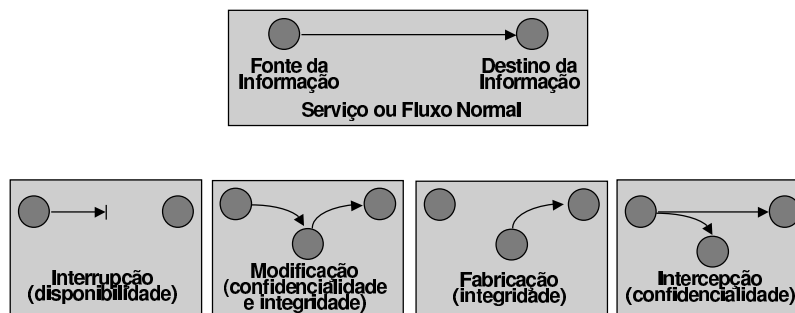 Fonte da
Informação
Destino da
Informação
Serviço ou Fluxo Normal
Interrupção
(disponibilidade)
Modificação
(confidencialidade
e integridade)
Fabricação
(integridade)
Intercepção
(confidencialidade)